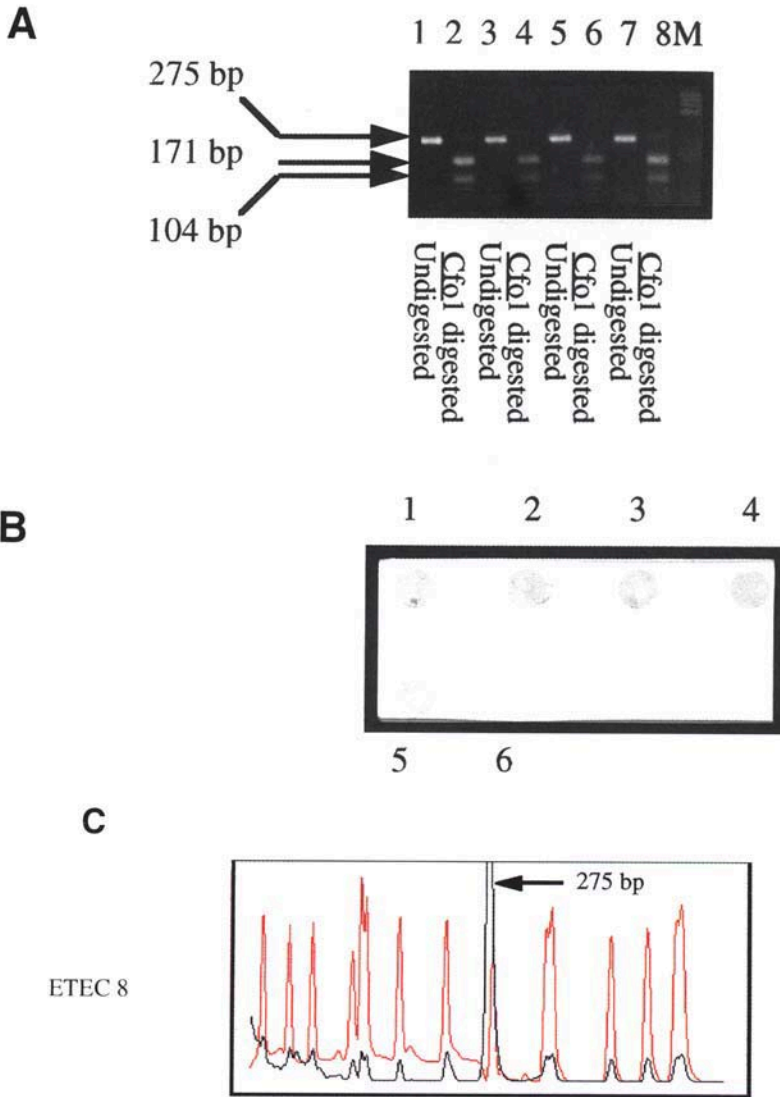 A
1 2 3 4 5 6 7 8M
275 bp
171 bp
104 bp
Undigested
Cfo1 digested
Undigested
Cfo1 digested
Undigested
Cfo1 digested
Undigested
Cfo1 digested
B
1 2 3 4
5 6
C
275 bp
ETEC 8